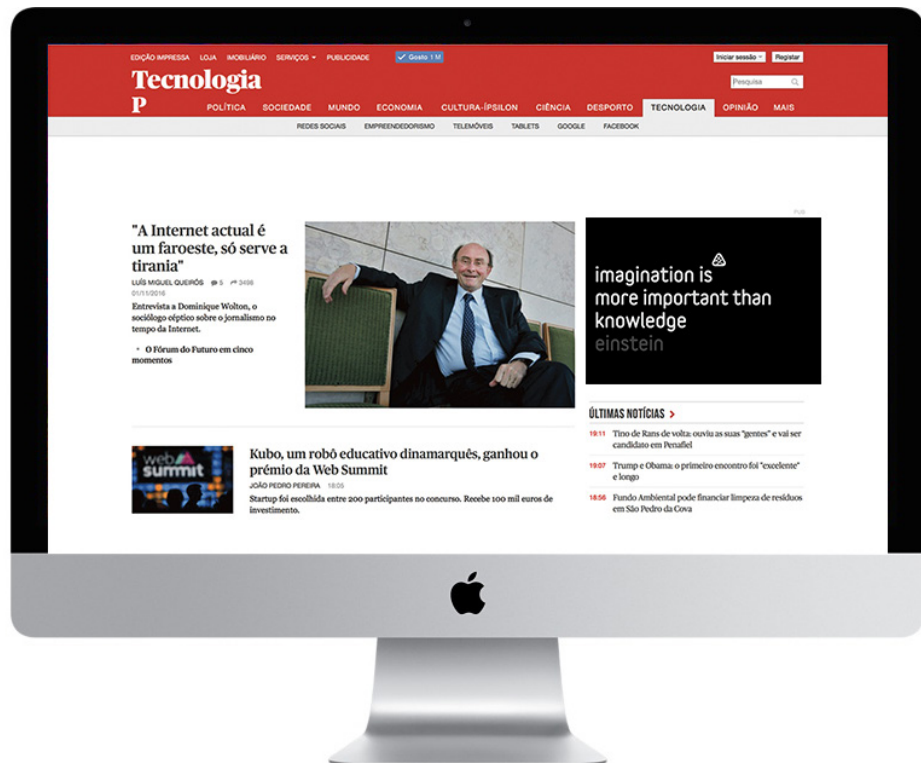 EDIÇÃO IMPRESSA LOJA IMOBILIÁRIO SERVIÇOS PUBLICIDADE Gosto 1 M Iniciar sessão Registar
Tecnologia
Pesquisa
P POLÍTICA SOCIEDADE MUNDO ECONOMIA CULTURA-ÍPSILON CIÊNCIA DESPORTO TECNOLOGIA OPINIÃO MAIS
REDES SOCIAIS EMPREENDEDORISMO TELEMÓVEIS TABLETS GOOGLE FACEBOOK
"A Internet actual é
um faroeste, só serve a
tirania"
LUÍS MIGUEL QUEIRÓS 5 3498
01/11/2016
Entrevista a Dominique Wolton, o
sociólogo céptico sobre o jornalismo no
tempo da Internet.
• O Fórum do Futuro em cinco
momentos
PUB
imagination is
more important than
knowledge
einstein
ÚLTIMAS NOTÍCIAS >
19:11 Tino de Rans de volta: ouviu as suas "gentes" e vai ser
candidato em Penafiel
19:07 Trump e Obama: o primeiro encontro foi "excelente"
e longo
18:56 Fundo Ambiental pode financiar limpeza de resíduos
em São Pedro da Cova
web
summit
Kubo, um robô educativo dinamarquês, ganhou o
prémio da Web Summit
JOÃO PEDRO PEREIRA 18:05
Startup foi escolhida entre 200 participantes no concurso. Recebe 100 mil euros de
investimento.